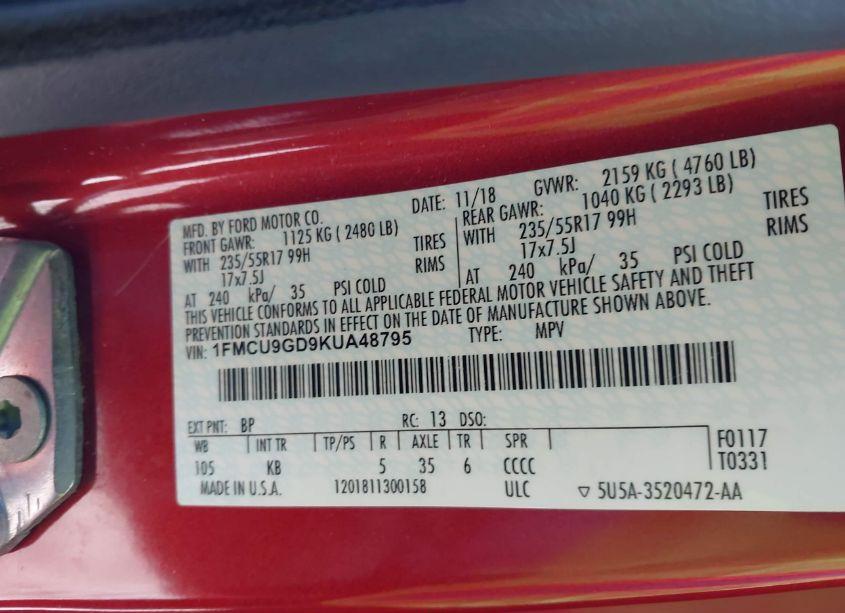 MFD. BY FORD MOTOR CO. DATE: 11/18 GVWR: 2159 KG ( 4760 LB)
FRONT GAWR: 1125 KG ( 2480 LB) REAR GAWR: 1040 KG ( 2293 LB)
WITH 235/55R17 99H TIRES WITH 235/55R17 99H TIRES
17x7.5J RIMS 17x7.5J RIMS
AT 240 kPa/ 35 PSI COLD AT 240 kPa/ 35 PSI COLD
THIS VEHICLE CONFORMS TO ALL APPLICABLE FEDERAL MOTOR VEHICLE SAFETY AND THEFT
PREVENTION STANDARDS IN EFFECT ON THE DATE OF MANUFACTURE SHOWN ABOVE.
VIN: 1FMCU9GD9KUA48795 TYPE: MPV
EXT PNT: BP RC: 13 DSO:
WB INT TR TP/PS R AXLE TR SPR F0117
105 KB 5 35 6 CCCC T0331
MADE IN U.S.A. 1201811300158 ULC ▽ 5U5A-3520472-AA